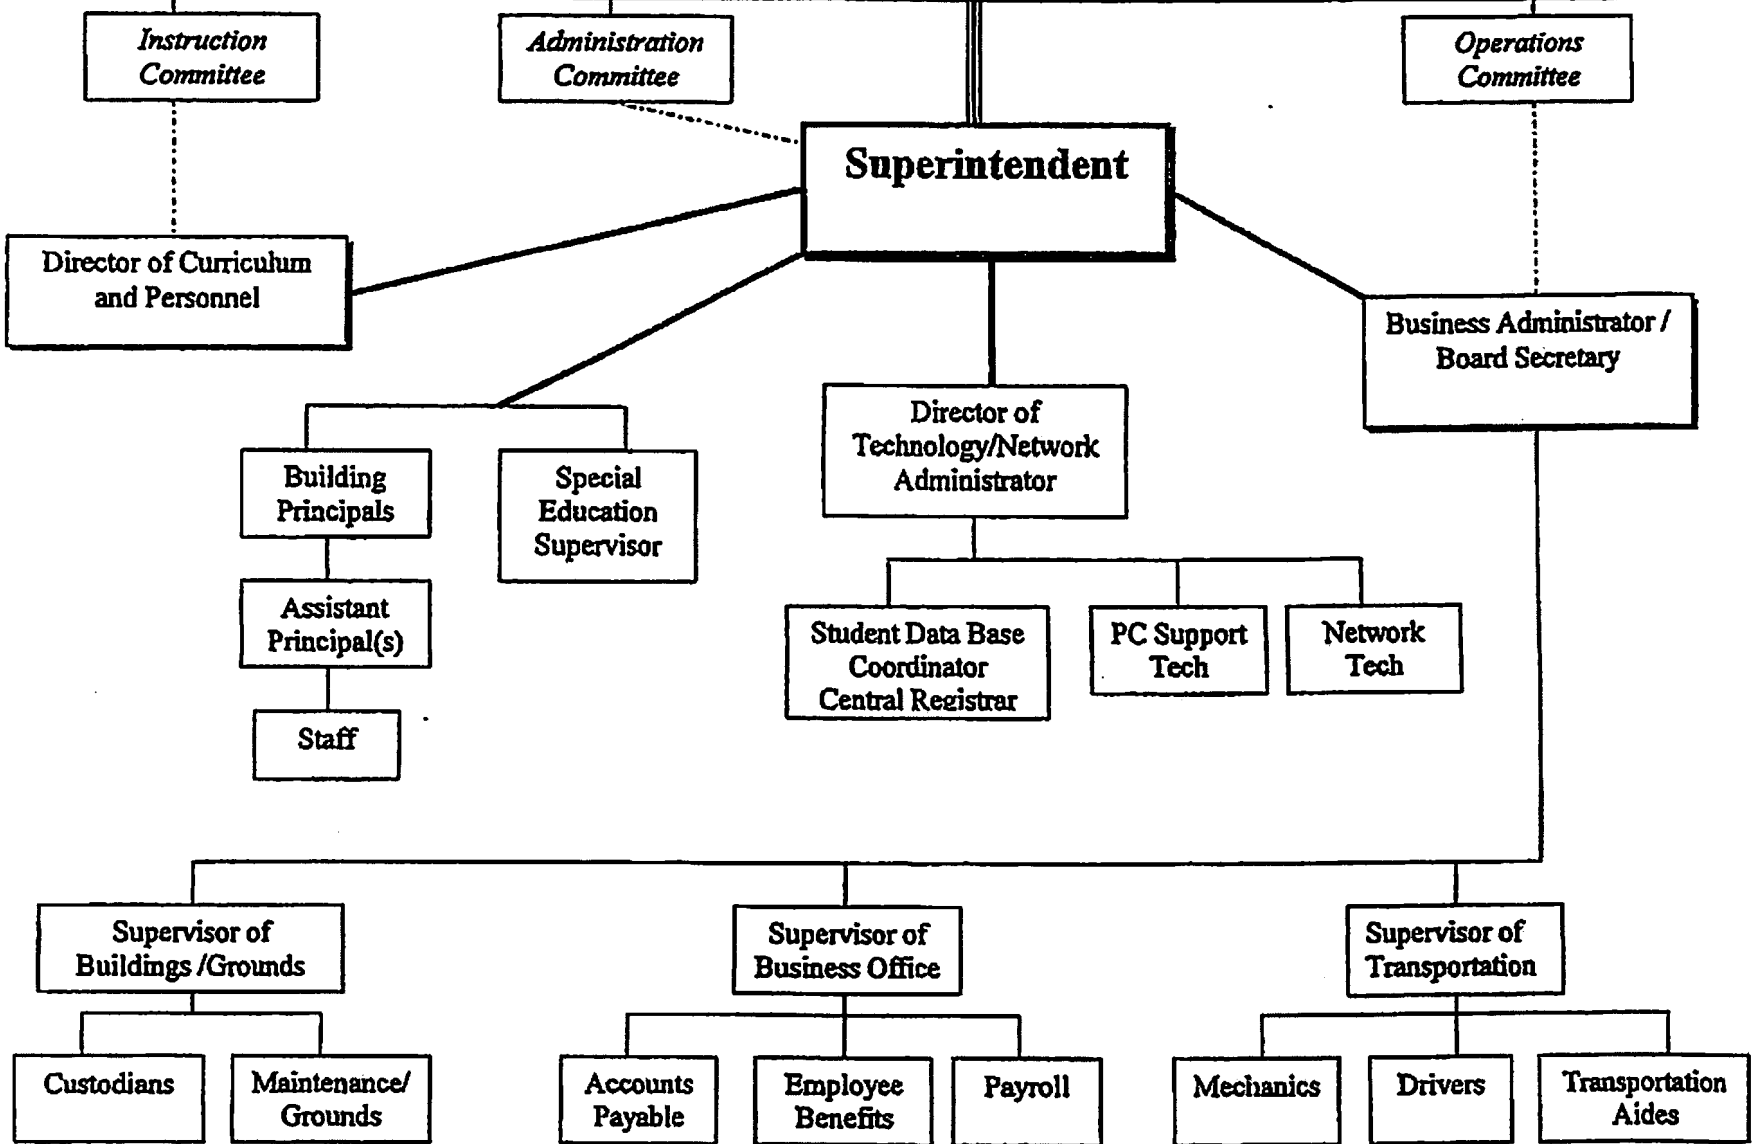 Instruction
Committee
Administration
Committee
Operations
Committee
Superintendent
Director of Curriculum
and Personnel
Business Administrator /
Board Secretary
Director of
Technology/Network
Administrator
Building
Principals
Special
Education
Supervisor
Assistant
Principal(s)
Staff
Student Data Base
Coordinator
Central Registrar
PC Support
Tech
Network
Tech
Supervisor of
Buildings /Grounds
Supervisor of
Business Office
Supervisor of
Transportation
Custodians
Maintenance/
Grounds
Accounts
Payable
Employee
Benefits
Payroll
Mechanics
Drivers
Transportation
Aides